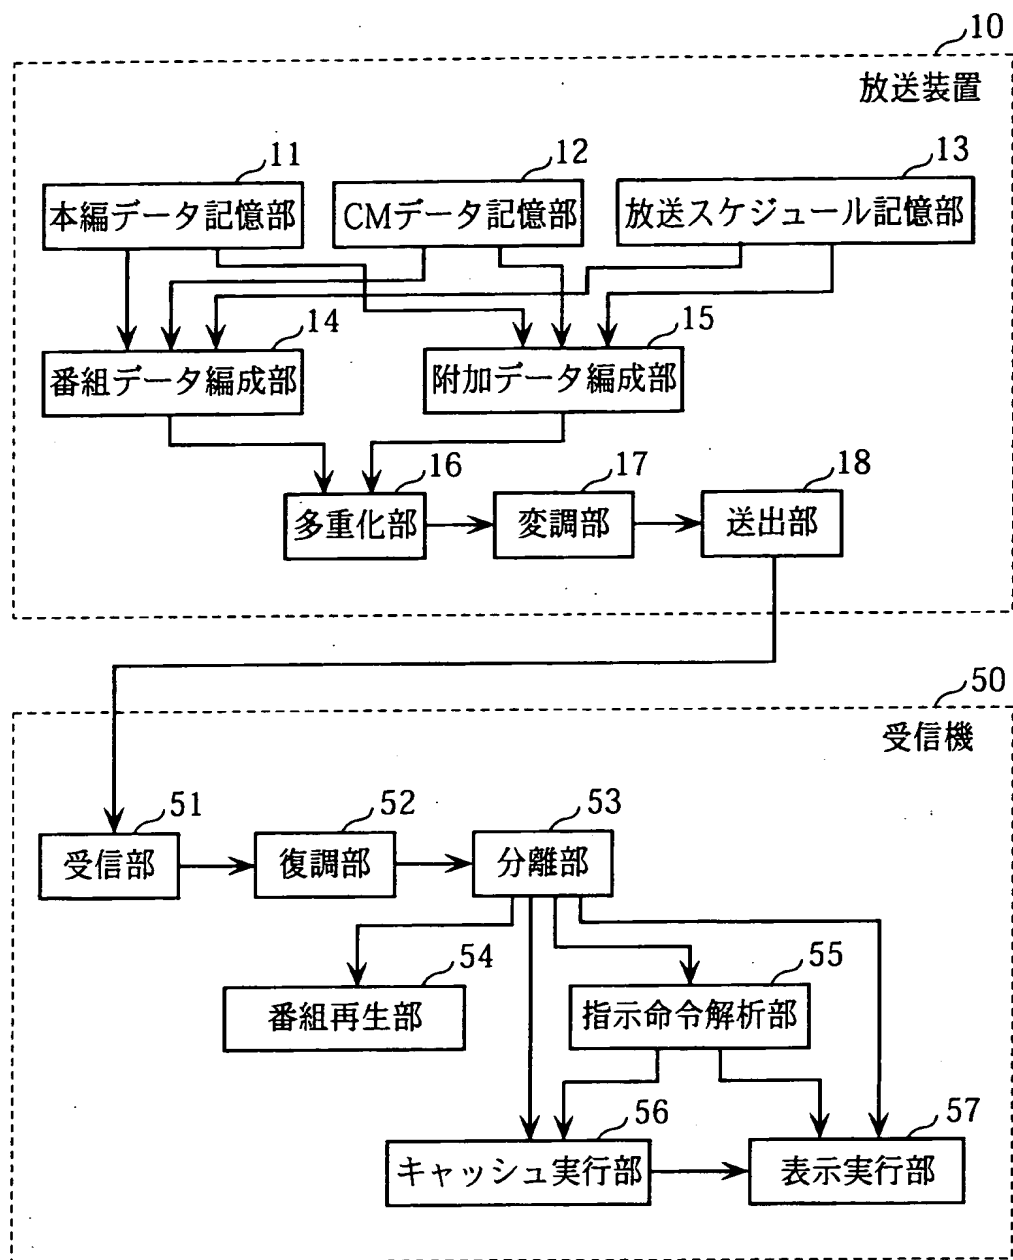 10
放送装置
11
12
13
本編データ記憶部
CMデータ記憶部
放送スケジュール記憶部
14
15
番組データ編成部
附加データ編成部
16
17
18
多重化部
変調部
送出部
50
受信機
51
52
53
受信部
復調部
分離部
54
55
番組再生部
指示命令解析部
56
57
キャッシュ実行部
表示実行部